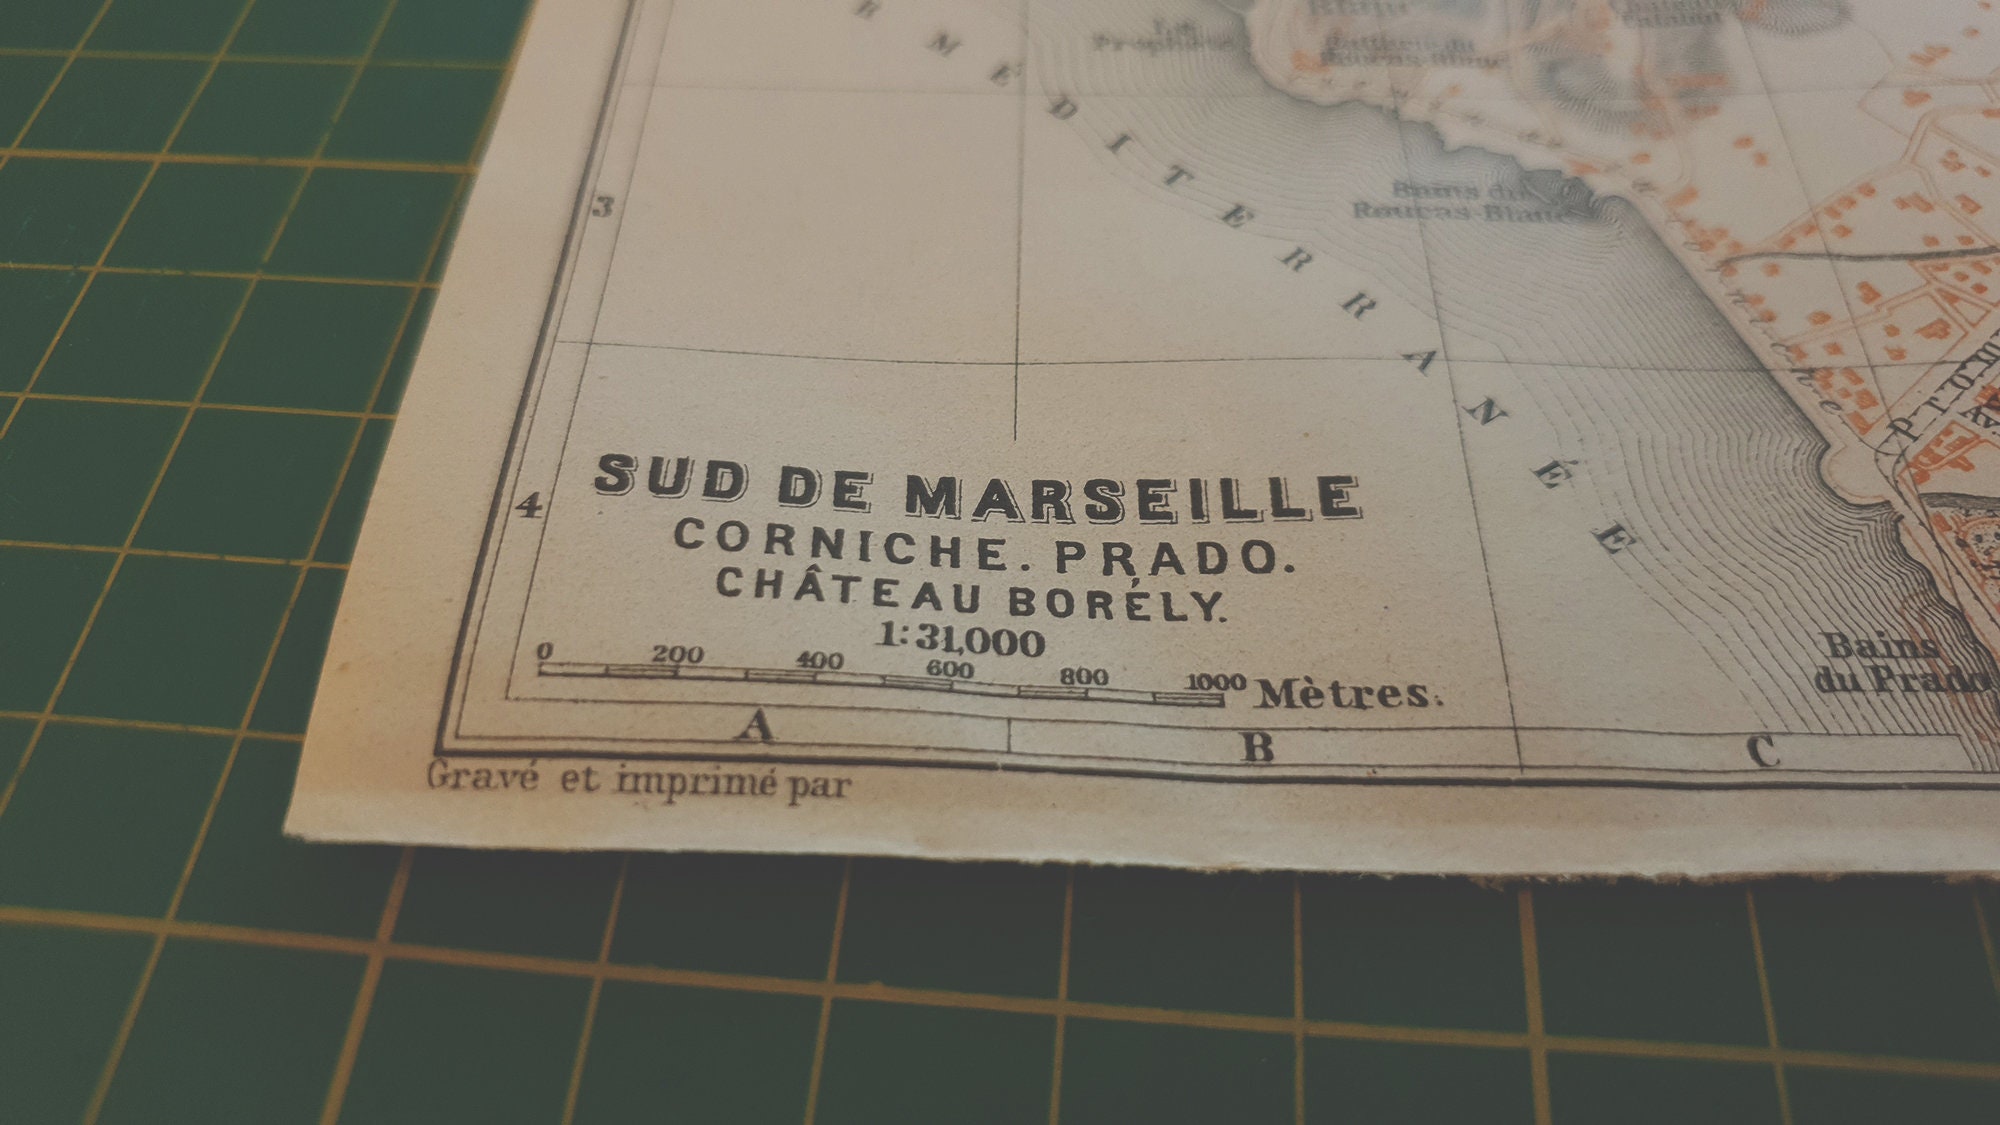 R MÉDITERRANÉE
Bains du
Roucas-Blanc
3
4
SUD DE MARSEILLE
CORNICHE. PRADO.
CHÂTEAU BORÉLY.
1:31,000
0 200 400 600 800 1000 Mètres.
Bains
du Prado
A B C
Gravé et imprimé par